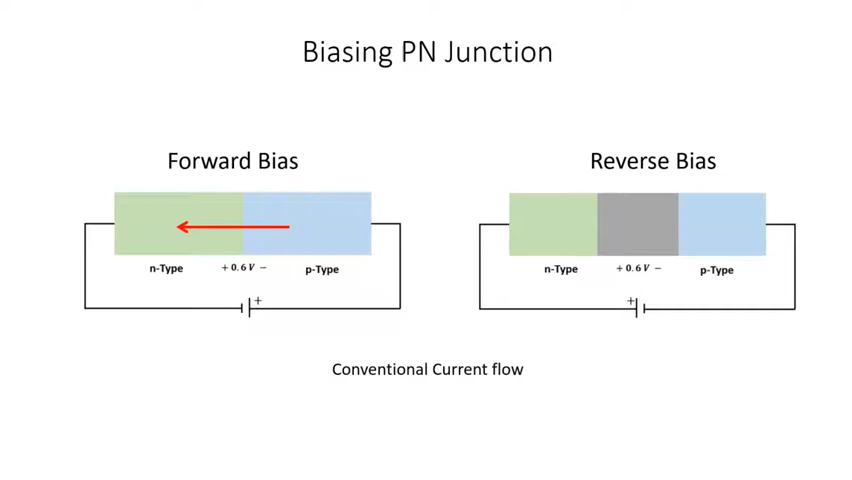 Biasing PN Junction
Forward Bias
Reverse Bias
n-Type + 0.6 V − p-Type
+
n-Type + 0.6 V − p-Type
+
Conventional Current flow